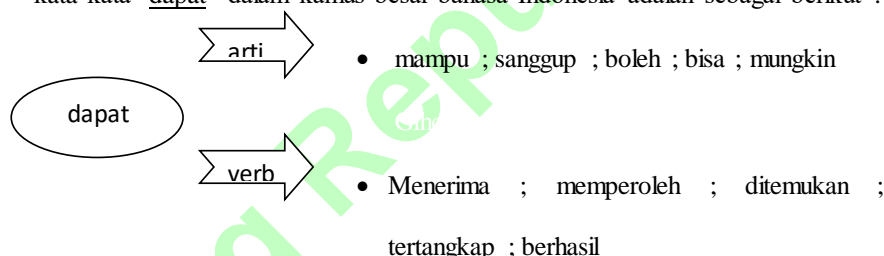 kata-kata dapat dalam kamus besar bahasa Indonesia adalah sebagai berikut :
arti
mampu ; sanggup ; boleh ; bisa ; mungkin
dapat
verb
Menerima ; memperoleh ; ditemukan ;
tertangkap ; berhasil